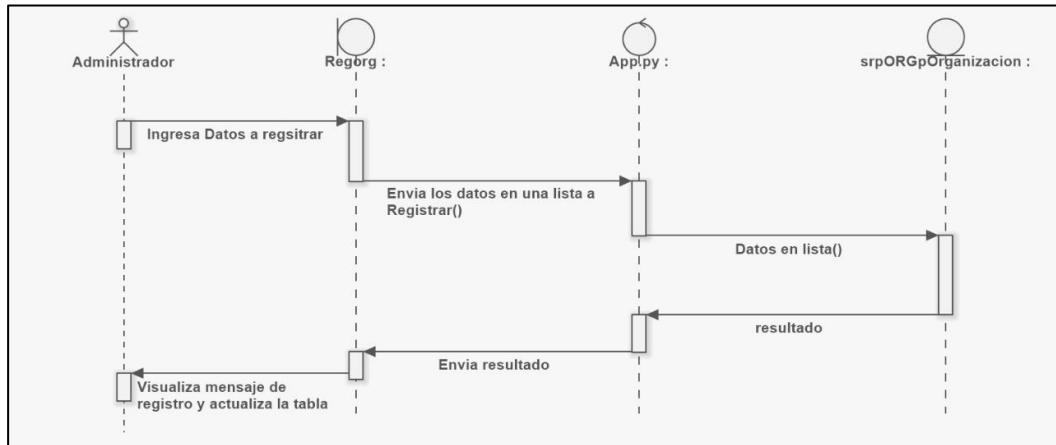 Administrador
Regorg :
App.py :
srpORGpOrganizacion :
Ingresa Datos a regsitrar
Envia los datos en una lista a
Registrar()
Datos en lista()
resultado
Envia resultado
Visualiza mensaje de
registro y actualiza la tabla